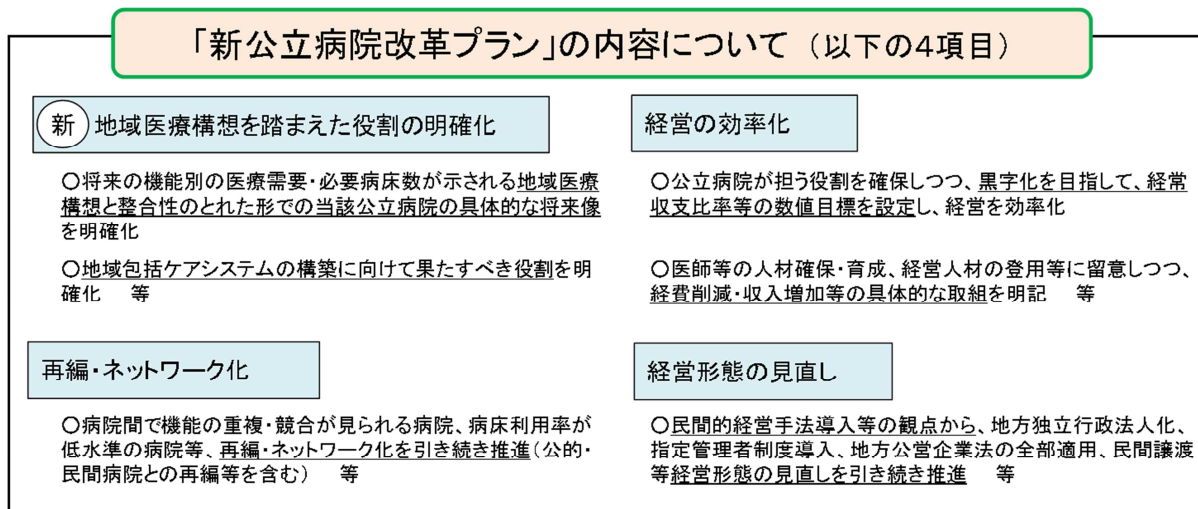 「新公立病院改革プラン」の内容について（以下の４項目）
新 地域医療構想を踏まえた役割の明確化
○将来の機能別の医療需要・必要病床数が示される地域医療
構想と整合性のとれた形での当該公立病院の具体的な将来像
を明確化
○地域包括ケアシステムの構築に向けて果たすべき役割を明
確化　等
経営の効率化
○公立病院が担う役割を確保しつつ、黒字化を目指して、経常
収支比率等の数値目標を設定し、経営を効率化
○医師等の人材確保・育成、経営人材の登用等に留意しつつ、
経費削減・収入増加等の具体的な取組を明記　等
再編・ネットワーク化
○病院間で機能の重複・競合が見られる病院、病床利用率が
低水準の病院等、再編・ネットワーク化を引き続き推進（公的・
民間病院との再編等を含む）　等
経営形態の見直し
○民間的経営手法導入等の観点から、地方独立行政法人化、
指定管理者制度導入、地方公営企業法の全部適用、民間譲渡
等経営形態の見直しを引き続き推進　等